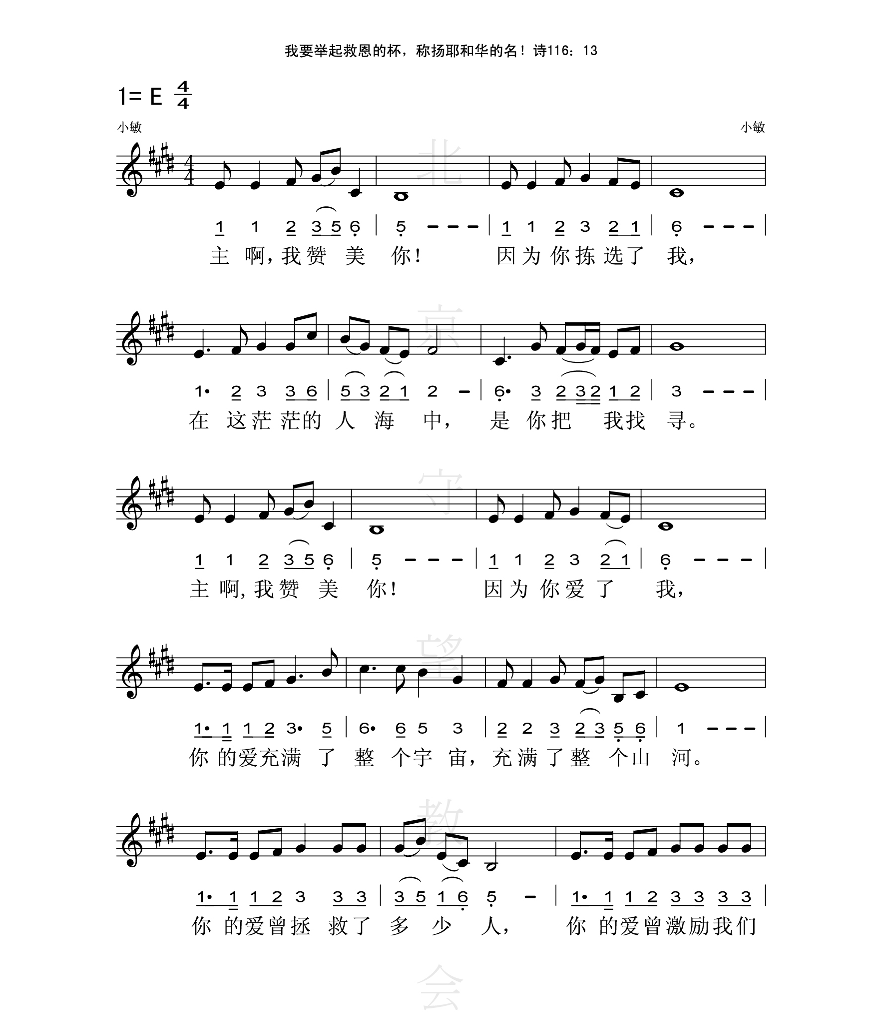 我要举起救恩的杯，称扬耶和华的名！诗116：13
1= E 4/4
小敏 小敏
北
1 1 2 3 5 6 | 5 - - - | 1 1 2 3 2 1 | 6 - - - |
主 啊，我 赞 美 你！ 因 为 你 拣 选 了 我，
京
1· 2 3 3 6 | 5 3 2 1 2 - | 6· 3 2 3 2 1 2 | 3 - - - |
在 这 茫 茫 的 人 海 中， 是 你 把 我 找 寻。
守
1 1 2 3 5 6 | 5 - - - | 1 1 2 3 2 1 | 6 - - - |
主 啊，我 赞 美 你！ 因 为 你 爱 了 我，
望
1· 1 1 2 3· 5 | 6· 6 5 3 | 2 2 3 2 3 5 6 | 1 - - - |
你 的 爱 充 满 了 整 个 宇 宙，充 满 了 整 个 山 河。
教
1· 1 1 2 3 3 3 | 3 5 1 6 5 - | 1· 1 1 2 3 3 3 3 |
你 的 爱 曾 拯 救 了 多 少 人， 你 的 爱 曾 激 励 我 们
会